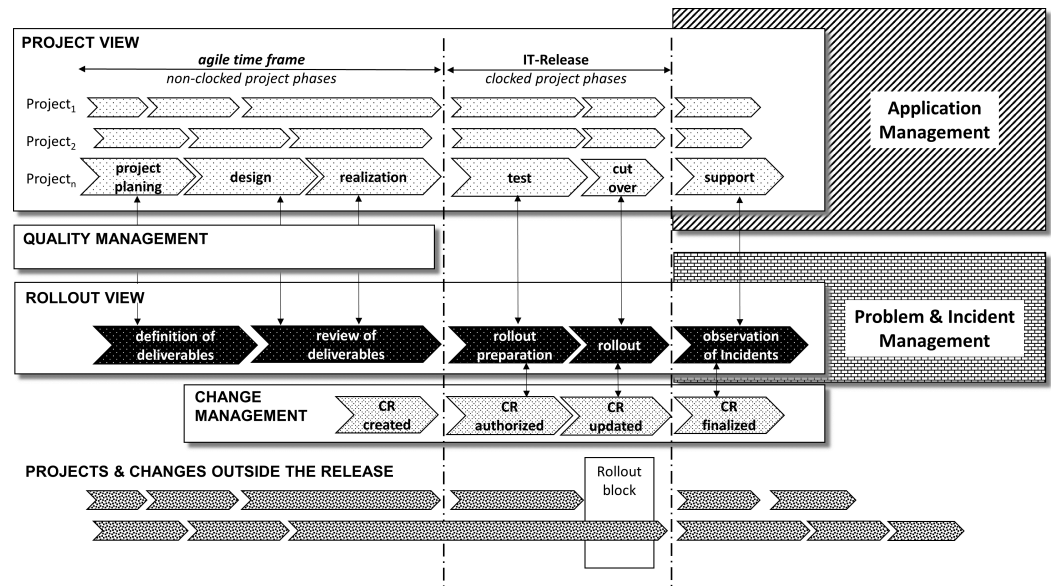 PROJECT VIEW
agile time frame
non-clocked project phases
IT-Release
clocked project phases
Project1
Project2
Projectn
project
planing
design
realization
test
cut
over
support
Application
Management
QUALITY MANAGEMENT
ROLLOUT VIEW
definition of
deliverables
review of
deliverables
rollout
preparation
rollout
observation
of Incidents
Problem & Incident
Management
CHANGE
MANAGEMENT
CR
created
CR
authorized
CR
updated
CR
finalized
PROJECTS & CHANGES OUTSIDE THE RELEASE
Rollout
block